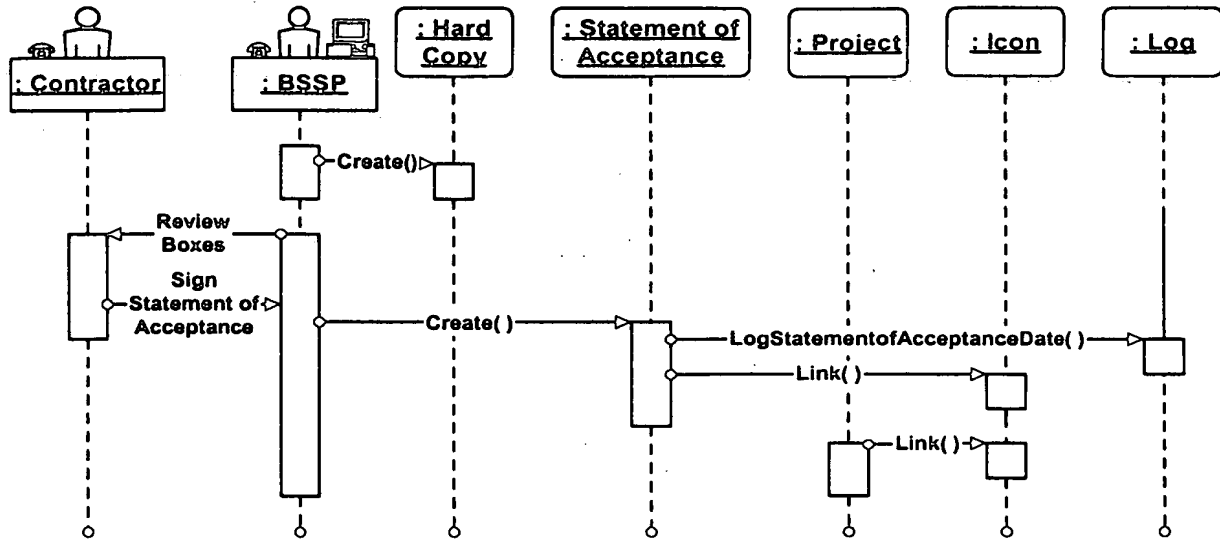 : Contractor
: BSSP
: Hard
Copy
: Statement of
Acceptance
: Project
: Icon
: Log
Create()
Review
Boxes
Sign
Statement of
Acceptance
Create( )
LogStatementofAcceptanceDate( )
Link( )
Link( )